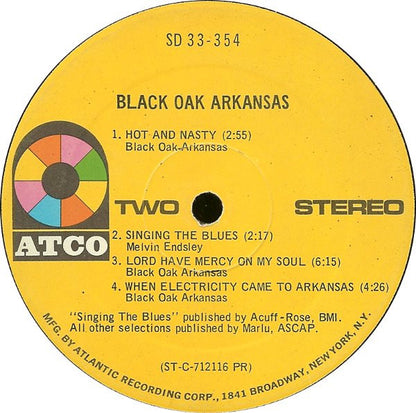 SD 33-354
BLACK OAK ARKANSAS
1. HOT AND NASTY (2:55)
Black Oak-Arkansas
ATCO
TWO
STEREO
2. SINGING THE BLUES (2:17)
Melvin Endsley
3. LORD HAVE MERCY ON MY SOUL (6:15)
Black Oak Arkansas
4. WHEN ELECTRICITY CAME TO ARKANSAS (4:26)
Black Oak Arkansas
"Singing The Blues" published by Acuff-Rose, BMI.
All other selections published by Marlu, ASCAP.
(ST-C-712116 PR)
MFG. BY ATLANTIC RECORDING CORP., 1841 BROADWAY, NEW YORK, N.Y.